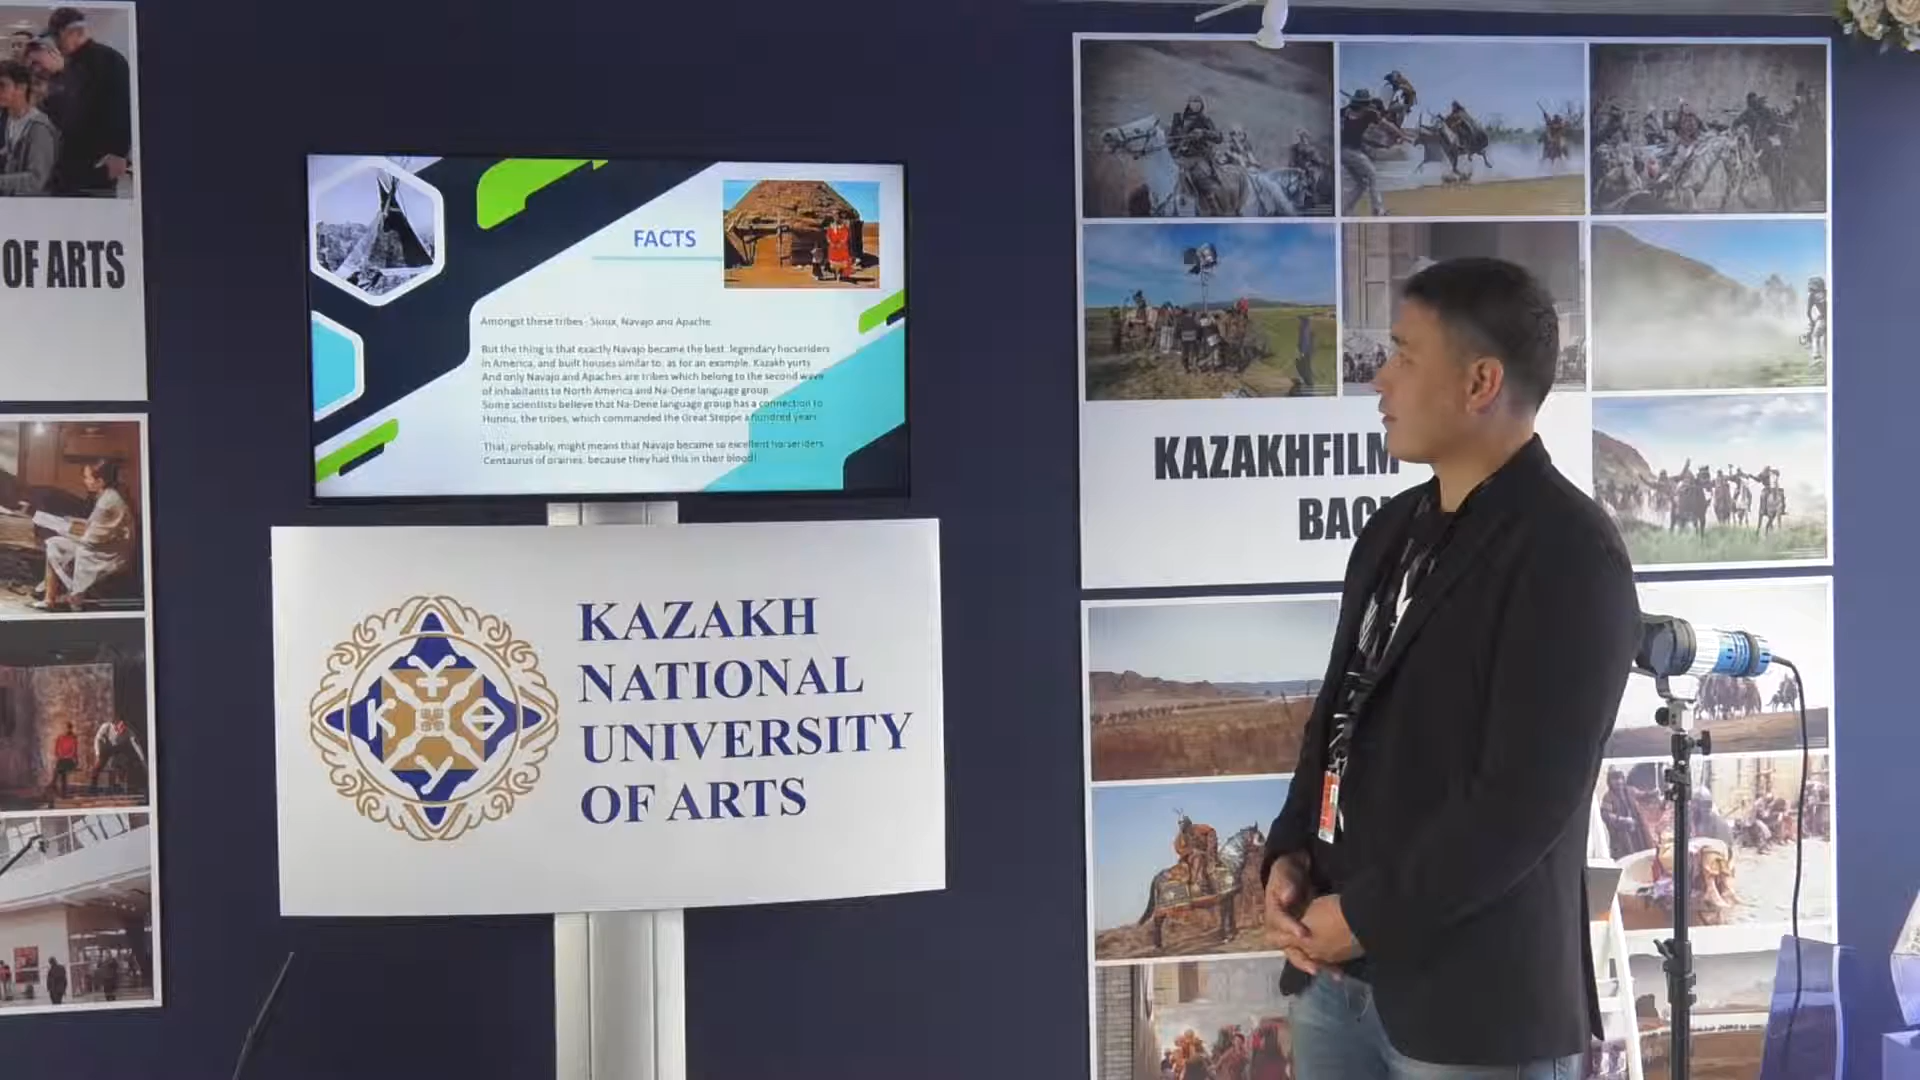 OF ARTS
FACTS
Amongst these tribes - Sioux, Navajo and Apache.
But the thing is that exactly Navajo became the best, legendary horseriders
in America, and built houses similar to, as for an example, Kazakh yurts.
And only Navajo and Apaches are tribes which belong to the second wave
of inhabitants to North America and Na-Dene language group.
Some scientists believe that Na-Dene language group has a connection to
Hunnu, the tribes, which commanded the Great Steppe a hundred years.
That, probably, might means that Navajo became so excellent horseriders,
Centaurus of prairies, because they had this in their blood!
KAZAKH
NATIONAL
UNIVERSITY
OF ARTS
KAZAKHFILM
BAC